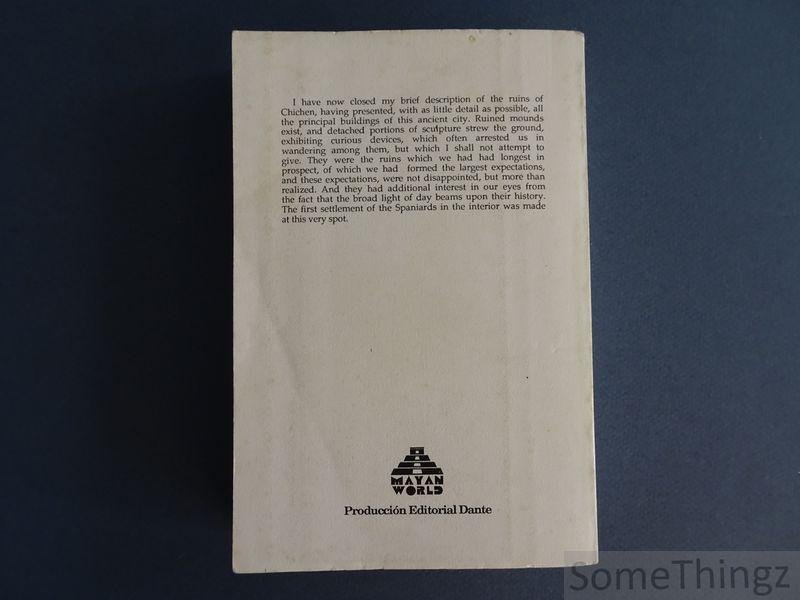 I have now closed my brief description of the ruins of
Chichen, having presented, with as little detail as possible, all
the principal buildings of this ancient city. Ruined mounds
exist, and detached portions of sculpture strew the ground,
exhibiting curious devices, which often arrested us in
wandering among them, but which I shall not attempt to
give. They were the ruins which we had had longest in
prospect, of which we had formed the largest expectations,
and these expectations, were not disappointed, but more than
realized. And they had additional interest in our eyes from
the fact that the broad light of day beams upon their history.
The first settlement of the Spaniards in the interior was made
at this very spot.
MAYAN
WORLD
Producción Editorial Dante
SomeThingz